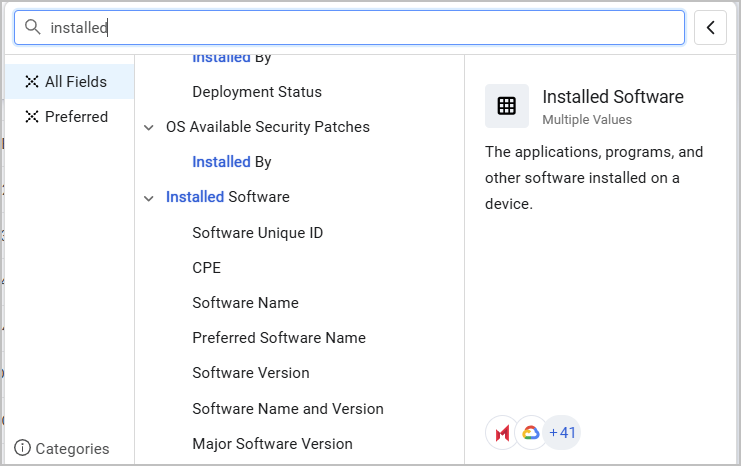 installed
All Fields
Preferred
Categories
Installed By
Deployment Status
OS Available Security Patches
Installed By
Installed Software
Software Unique ID
CPE
Software Name
Preferred Software Name
Software Version
Software Name and Version
Major Software Version
Installed Software
Multiple Values
The applications, programs, and
other software installed on a
device.
+41